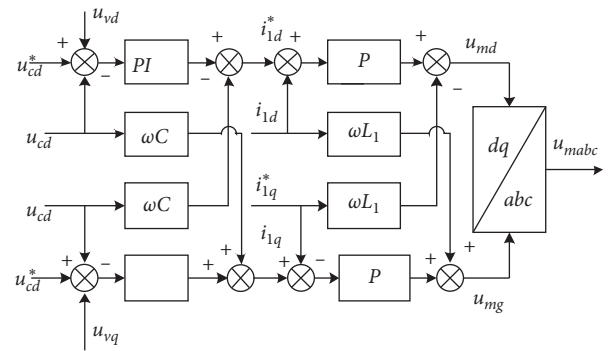 u_vd
u*_cd + − PI + − i*_1d + + P + − u_md
u_cd ωC i_1d ωL_1
dq
abc
u_mabc
u_cd ωC i*_1q ωL_1
i_1q
u*_cd + + − + + + + − P + + u_mg
u_vq